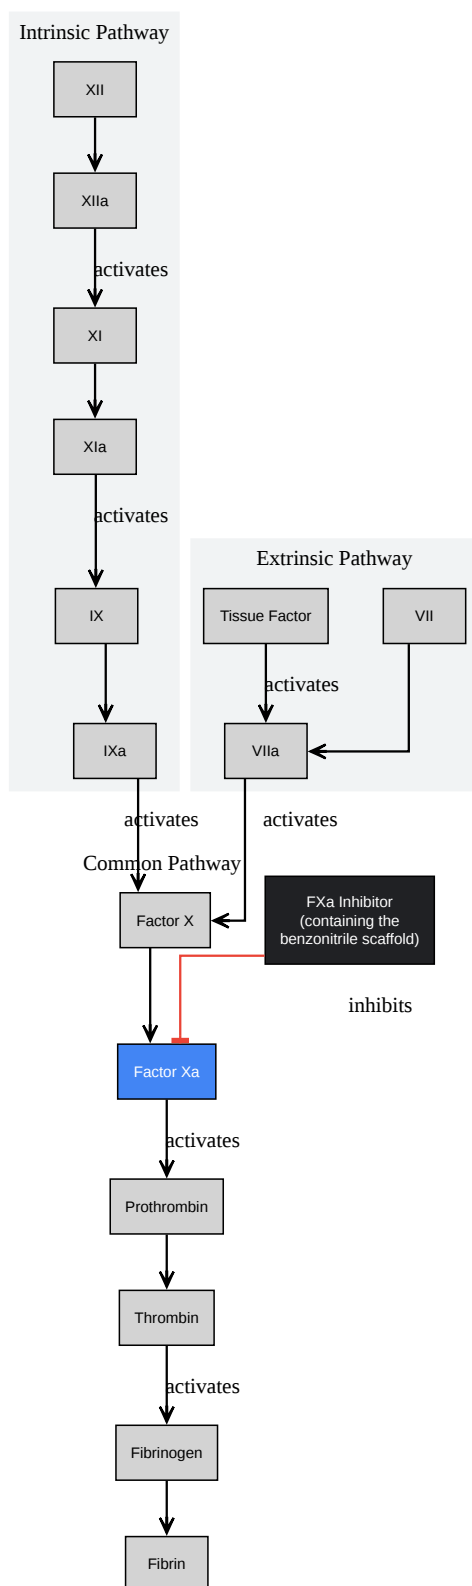 Intrinsic Pathway
XII
XIIa
activates
XI
XIa
activates
Extrinsic Pathway
IX
Tissue Factor
VII
activates
IXa
VIIa
activates
activates
Common Pathway
Factor X
FXa Inhibitor
(containing the
benzonitrile scaffold)
inhibits
Factor Xa
activates
Prothrombin
Thrombin
activates
Fibrinogen
Fibrin